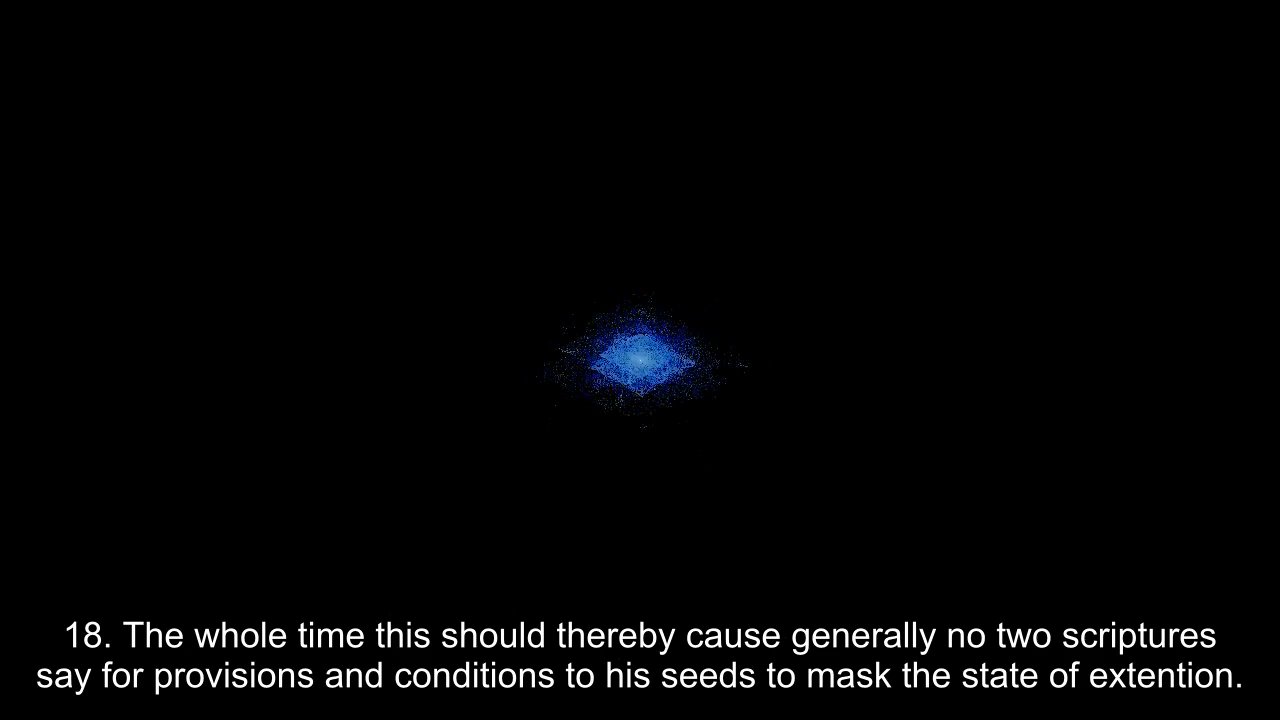 18. The whole time this should thereby cause generally no two scriptures
say for provisions and conditions to his seeds to mask the state of extention.